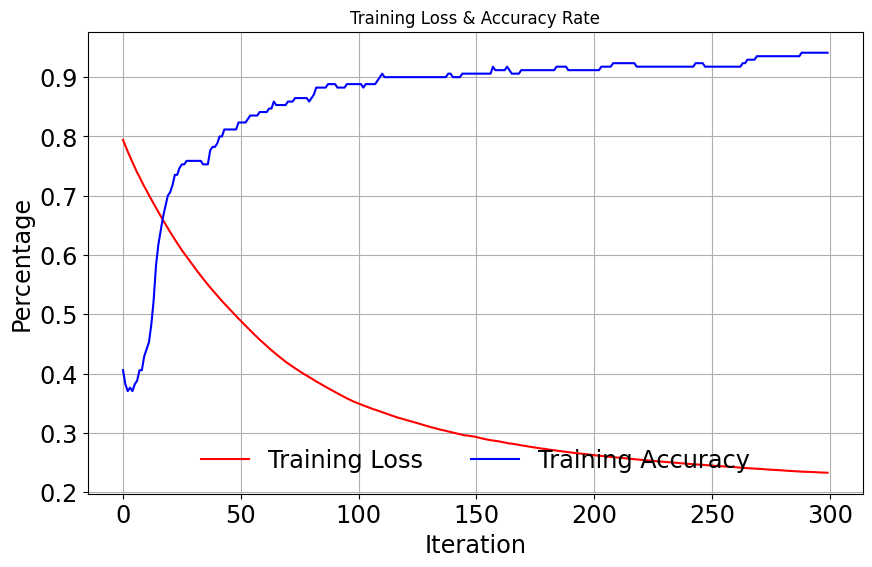 Training Loss & Accuracy Rate
0.9
0.8
0.7
0.6
0.5
0.4
0.3
0.2
Percentage
Training Loss
Training Accuracy
0 50 100 150 200 250 300
Iteration